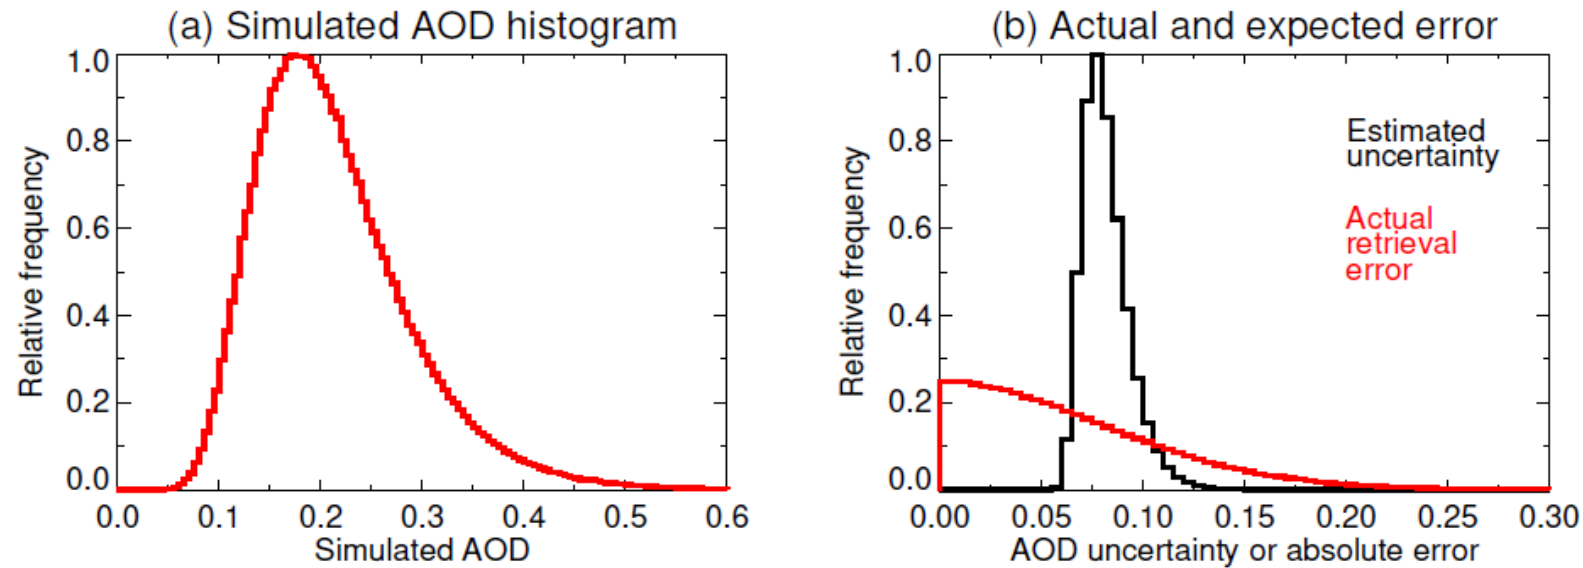 (a) Simulated AOD histogram
1.0
0.8
0.6
0.4
0.2
0.0
Relative frequency
0.0 0.1 0.2 0.3 0.4 0.5 0.6
Simulated AOD
(b) Actual and expected error
1.0
0.8
0.6
0.4
0.2
0.0
Relative frequency
Estimated
uncertainty
Actual
retrieval
error
0.00 0.05 0.10 0.15 0.20 0.25 0.30
AOD uncertainty or absolute error